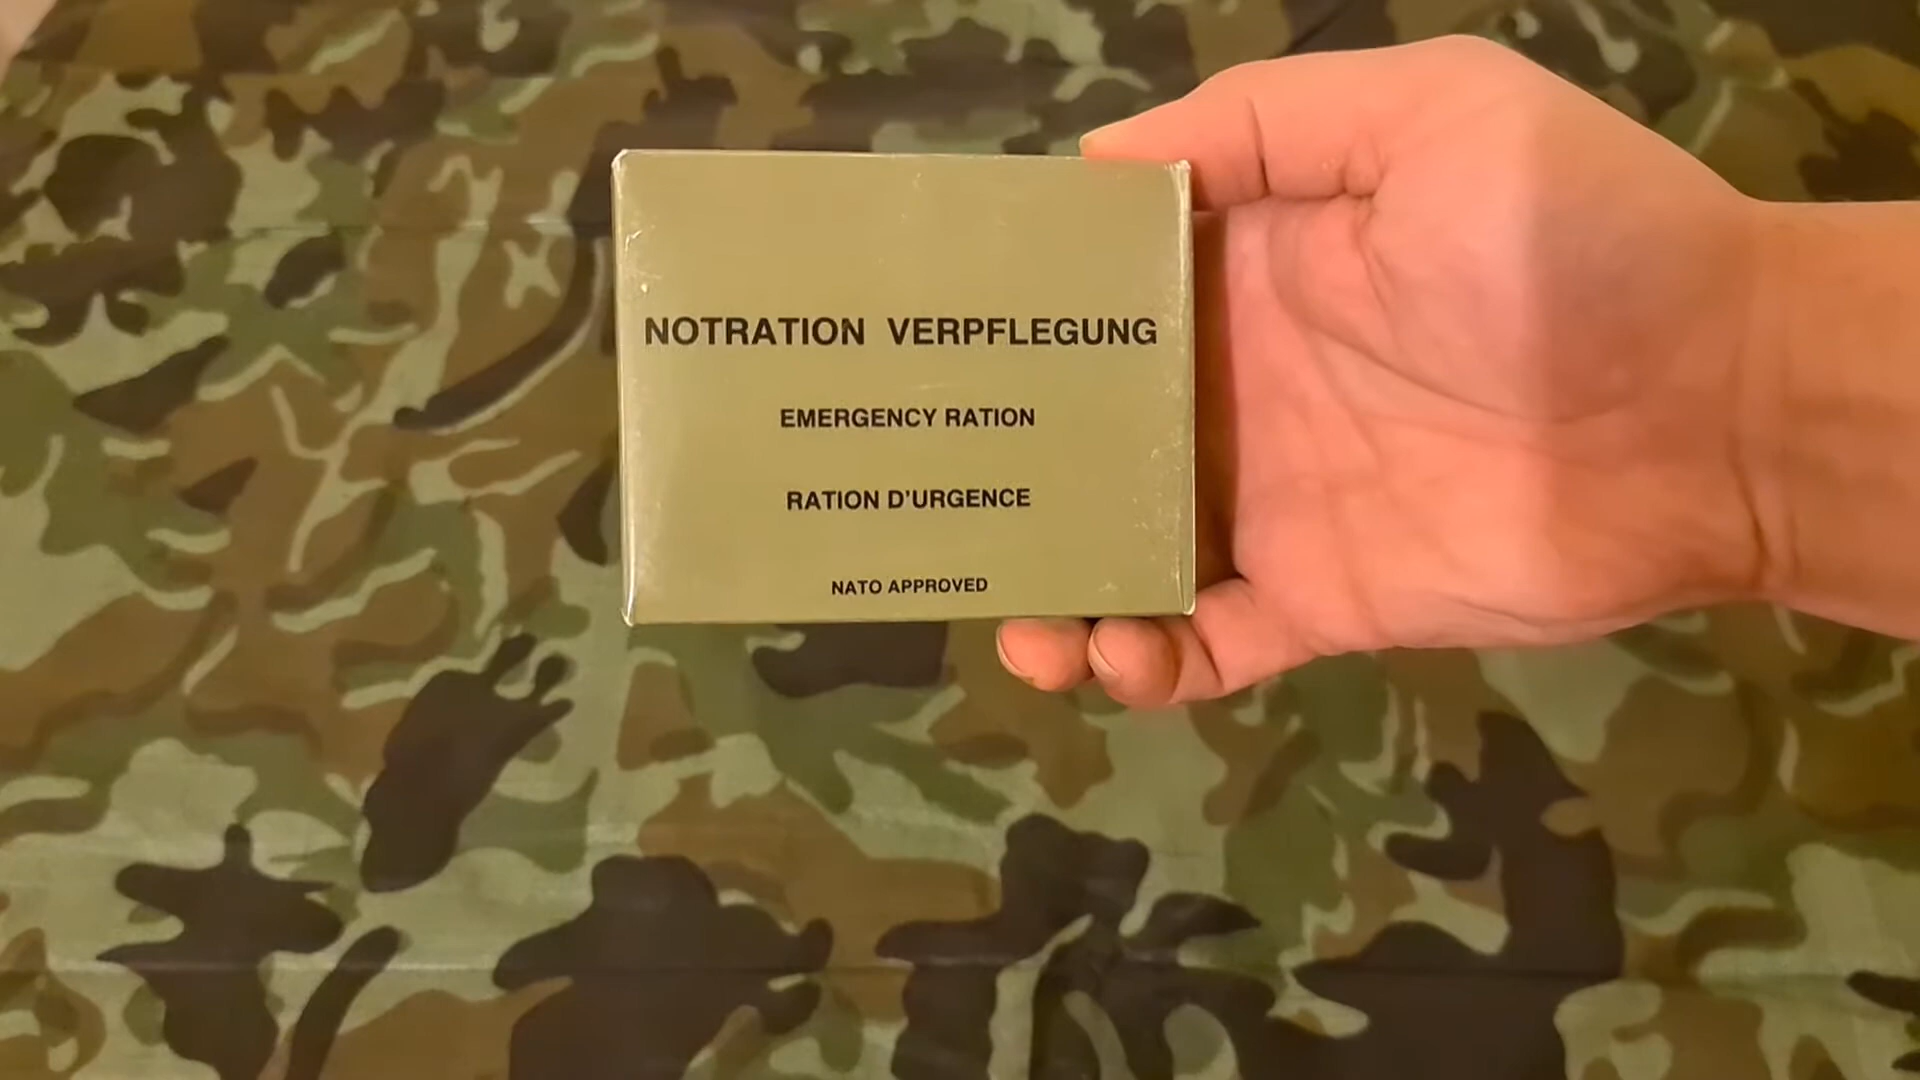 NOTRATION VERPFLEGUNG
EMERGENCY RATION
RATION D'URGENCE
NATO APPROVED